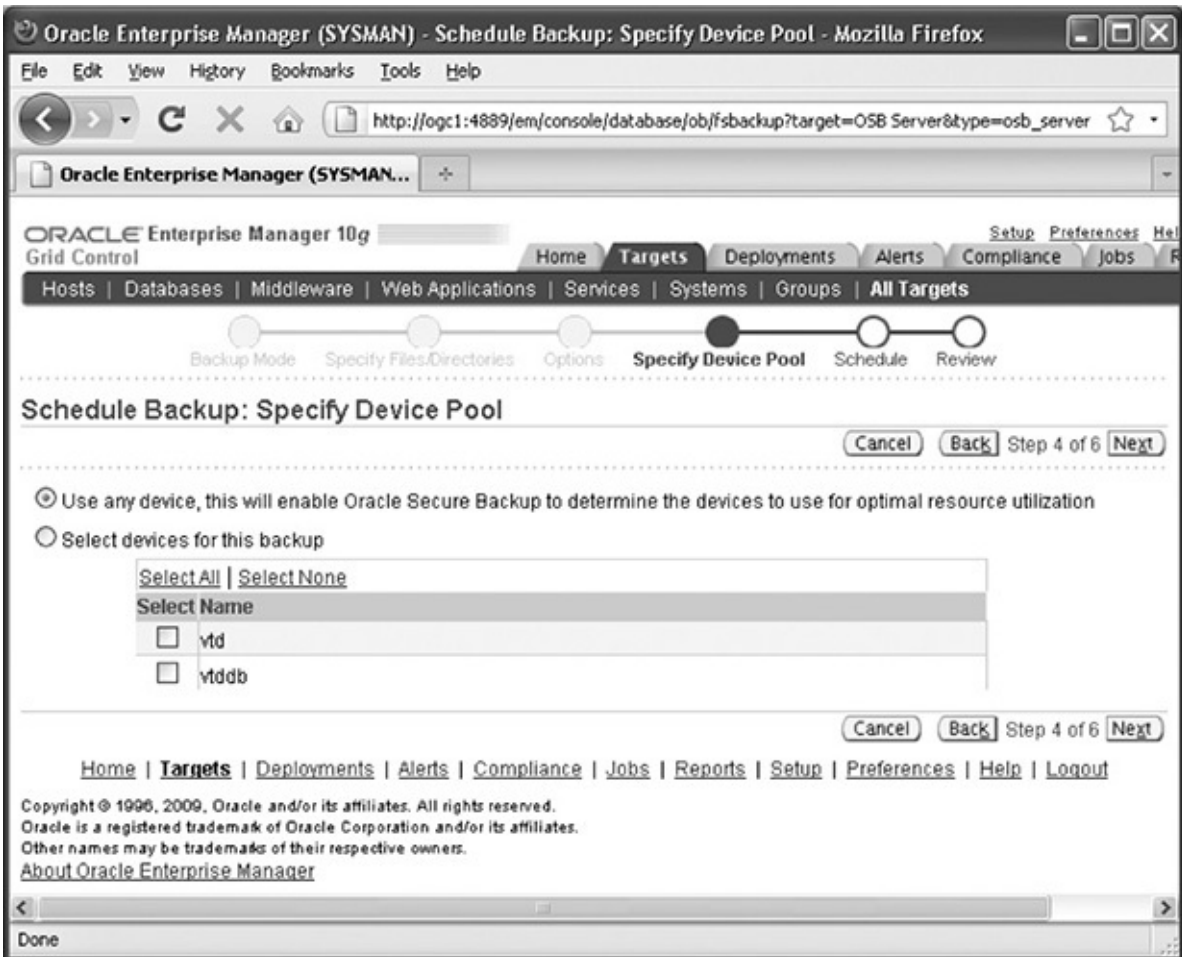 Oracle Enterprise Manager (SYSMAN) - Schedule Backup: Specify Device Pool - Mozilla Firefox
File Edit View History Bookmarks Tools Help
http://ogc1:4889/em/console/database/ob/fsbackup?target=OSB Server&type=osb_server
Oracle Enterprise Manager (SYSMAN...
ORACLE Enterprise Manager 10g
Setup Preferences Hel
Grid Control
Home Targets Deployments Alerts Compliance Jobs R
Hosts | Databases | Middleware | Web Applications | Services | Systems | Groups | All Targets
Backup Mode Specify Files/Directories Options Specify Device Pool Schedule Review
Schedule Backup: Specify Device Pool
Cancel Back Step 4 of 6 Next
Use any device, this will enable Oracle Secure Backup to determine the devices to use for optimal resource utilization
Select devices for this backup
Select All | Select None
Select Name
vtd
vtddb
Cancel Back Step 4 of 6 Next
Home | Targets | Deployments | Alerts | Compliance | Jobs | Reports | Setup | Preferences | Help | Logout
Copyright © 1996, 2009, Oracle and/or its affiliates. All rights reserved.
Oracle is a registered trademark of Oracle Corporation and/or its affiliates.
Other names may be trademarks of their respective owners.
About Oracle Enterprise Manager
Done